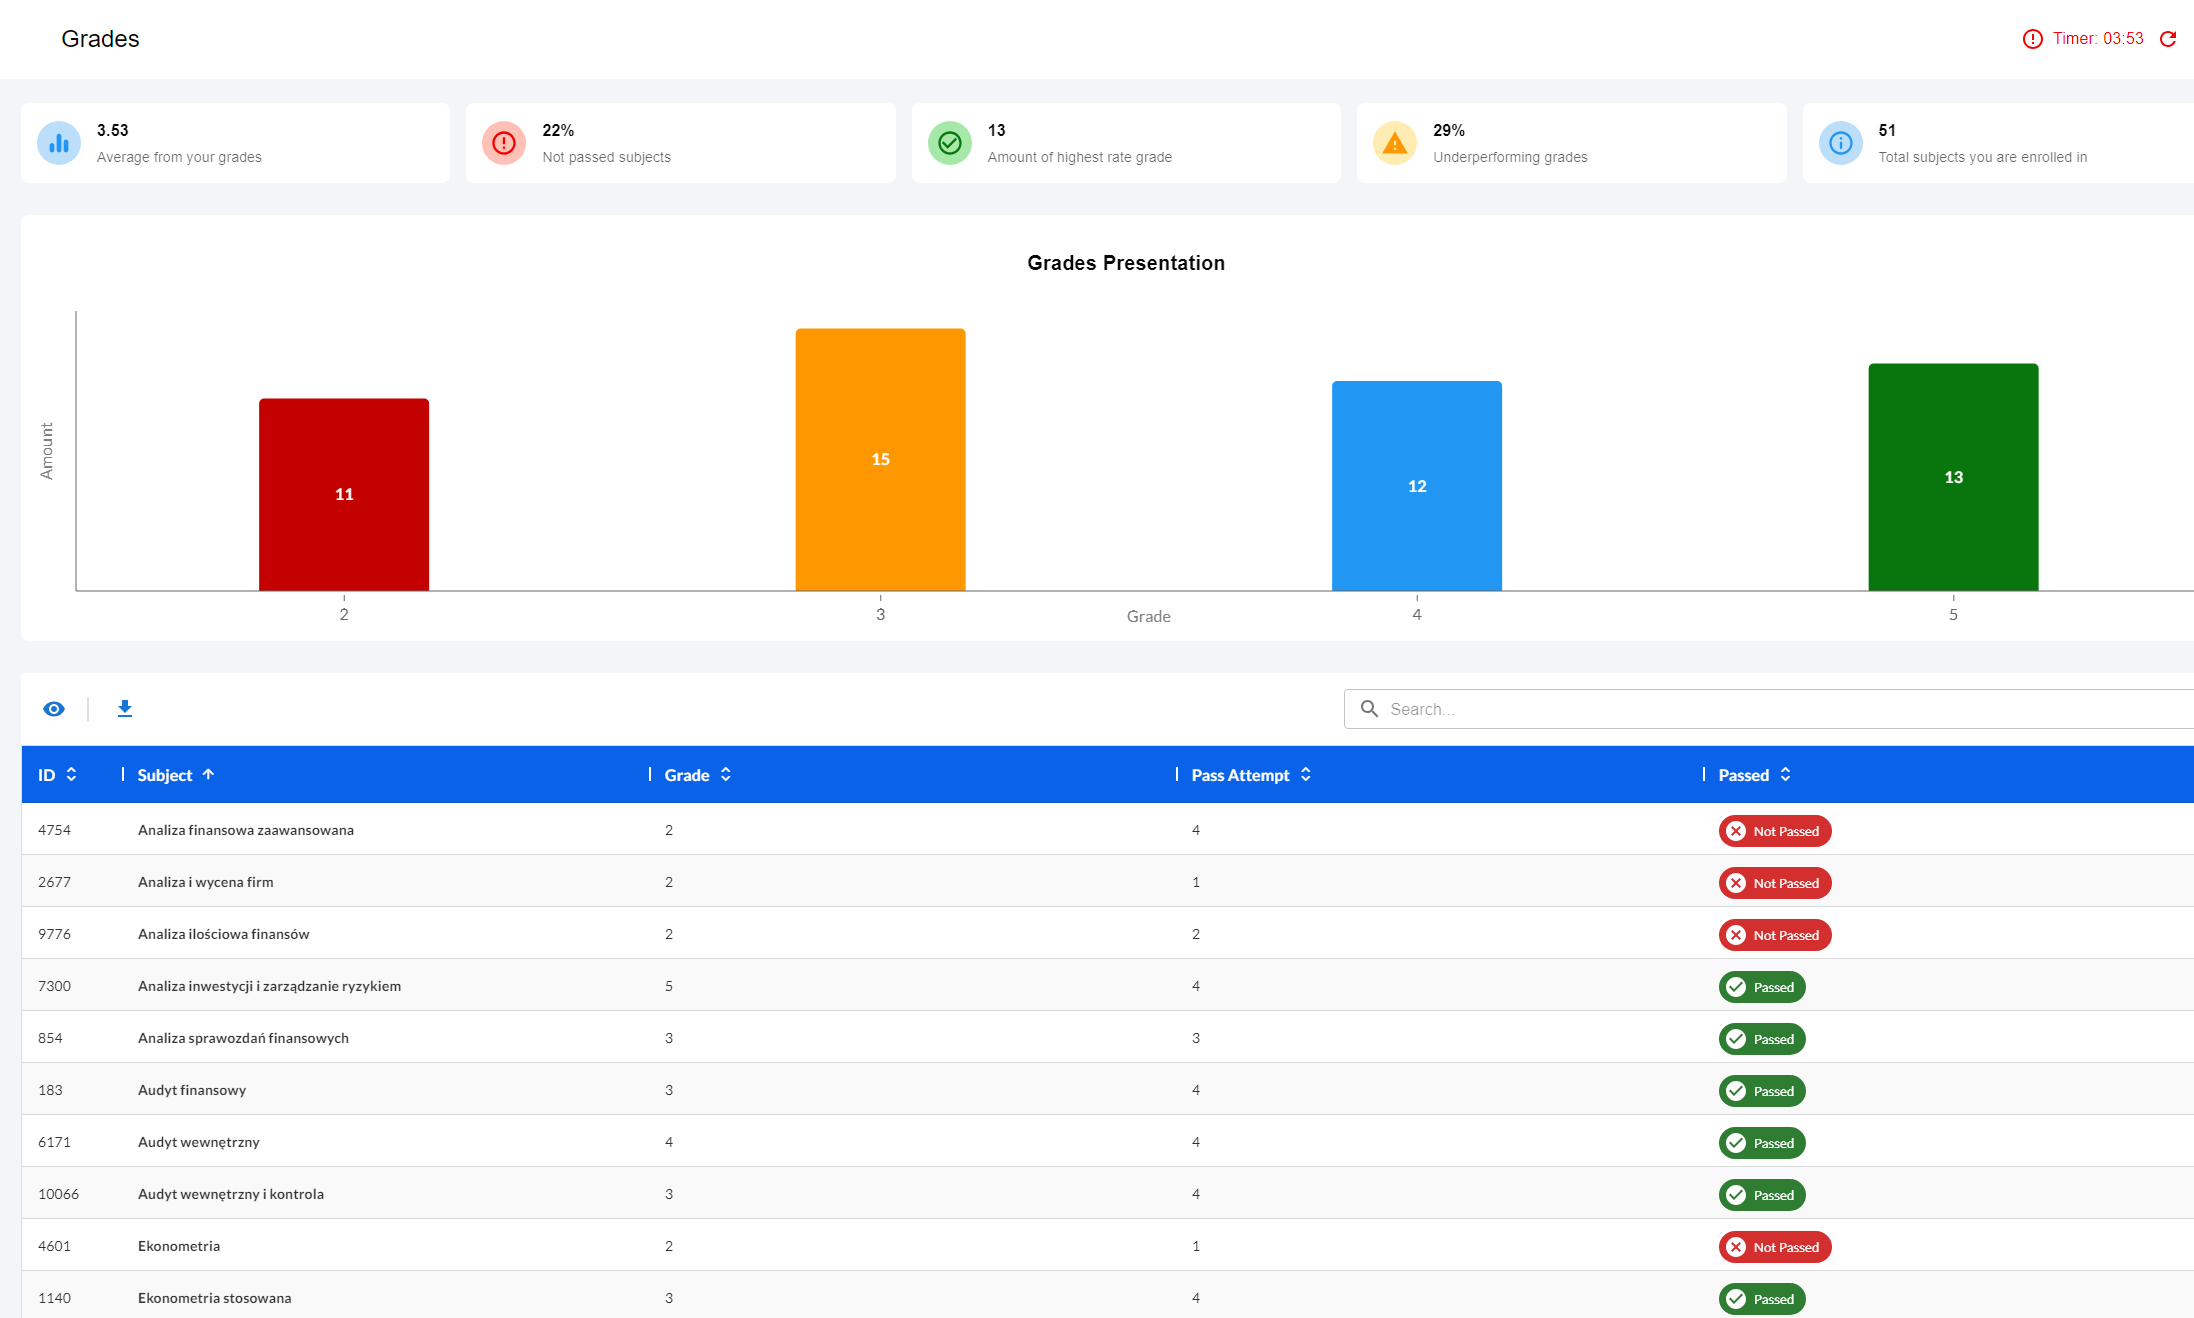 Grades
Timer: 03:53
3.53
Average from your grades
22%
Not passed subjects
13
Amount of highest rate grade
29%
Underperforming grades
51
Total subjects you are enrolled in
Grades Presentation
Amount
11
15
12
13
2
3
4
5
Grade
Search...
ID Subject Grade Pass Attempt Passed
4754 Analiza finansowa zaawansowana 2 4 Not Passed
2677 Analiza i wycena firm 2 1 Not Passed
9776 Analiza ilościowa finansów 2 2 Not Passed
7300 Analiza inwestycji i zarządzanie ryzykiem 5 4 Passed
854 Analiza sprawozdań finansowych 3 3 Passed
183 Audyt finansowy 3 4 Passed
6171 Audyt wewnętrzny 4 4 Passed
10066 Audyt wewnętrzny i kontrola 3 4 Passed
4601 Ekonometria 2 1 Not Passed
1140 Ekonometria stosowana 3 4 Passed